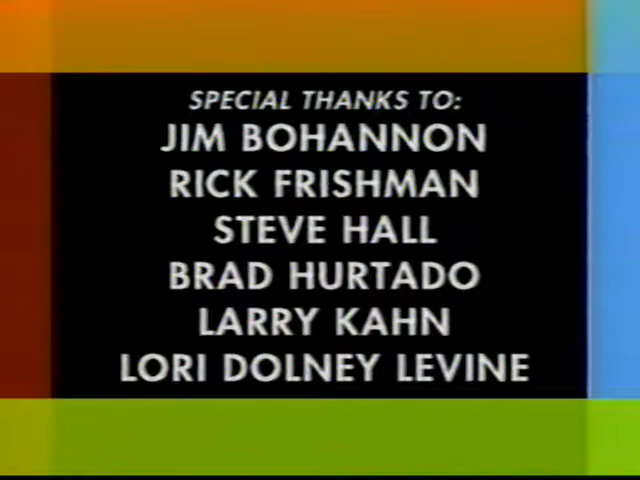 SPECIAL THANKS TO:
JIM BOHANNON
RICK FRISHMAN
STEVE HALL
BRAD HURTADO
LARRY KAHN
LORI DOLNEY LEVINE